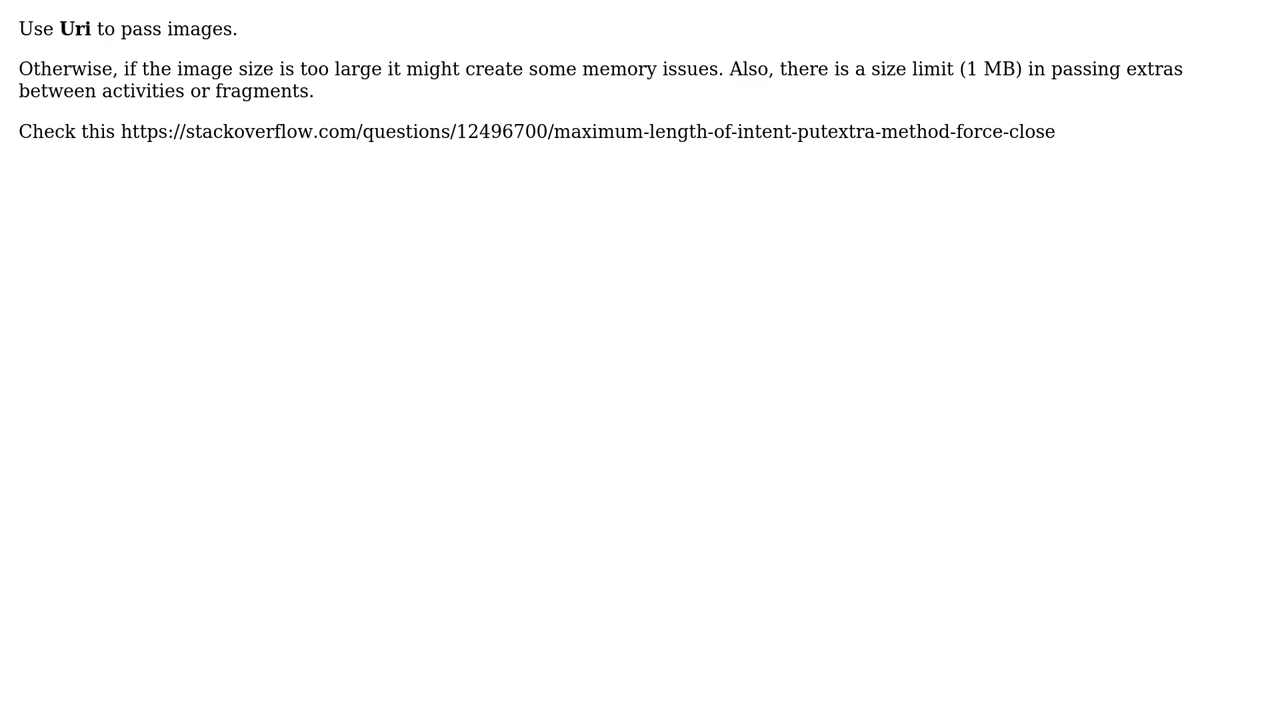 Use Uri to pass images.
Otherwise, if the image size is too large it might create some memory issues. Also, there is a size limit (1 MB) in passing extras
between activities or fragments.
Check this https://stackoverflow.com/questions/12496700/maximum-length-of-intent-putextra-method-force-close